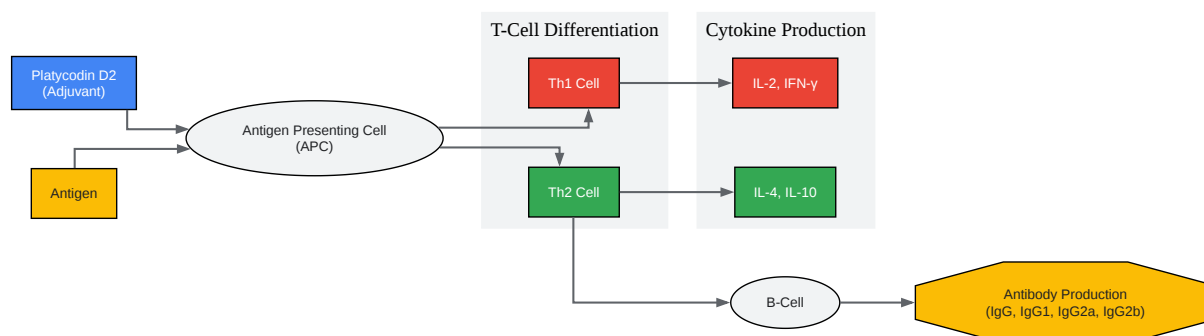 T-Cell Differentiation
Cytokine Production
Platycodin D2
(Adjuvant)
Th1 Cell
IL-2, IFN-γ
Antigen Presenting Cell
(APC)
Antigen
Th2 Cell
IL-4, IL-10
B-Cell
Antibody Production
(IgG, IgG1, IgG2a, IgG2b)